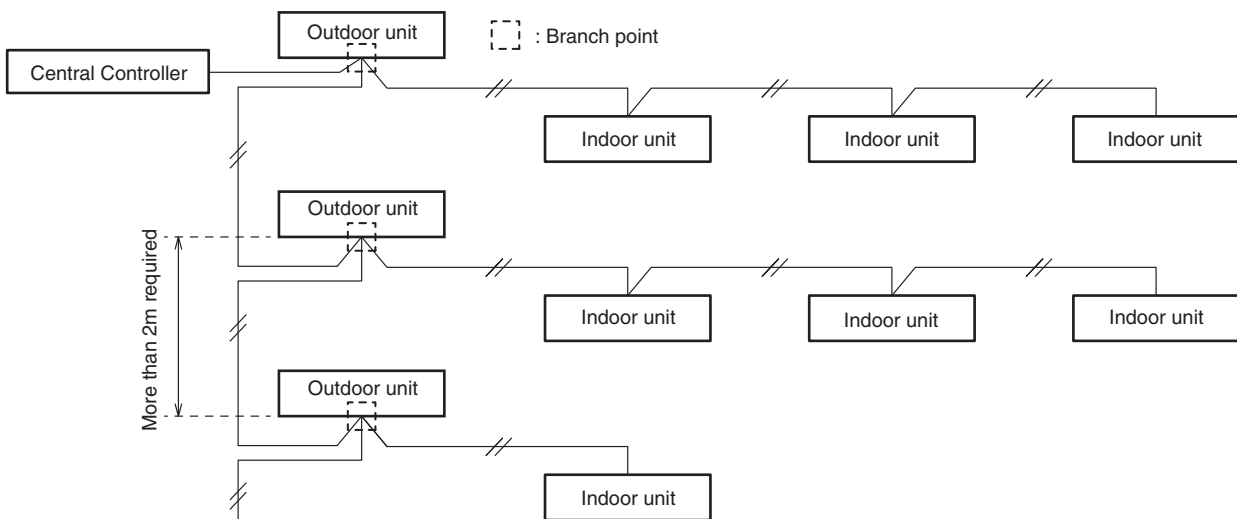 Outdoor unit
: Branch point
Central Controller
Indoor unit
Indoor unit
Indoor unit
Outdoor unit
More than 2m required
Indoor unit
Indoor unit
Indoor unit
Outdoor unit
Indoor unit